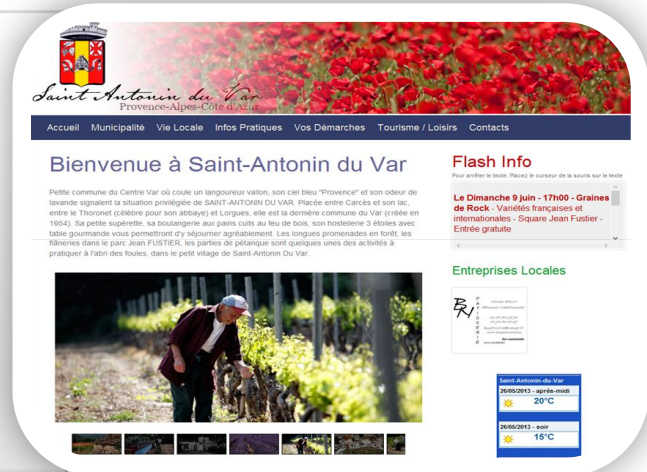 Saint Antonin du Var
Provence-Alpes-Côte d'Azur
Accueil Municipalité Vie Locale Infos Pratiques Vos Démarches Tourisme / Loisirs Contacts
Bienvenue à Saint-Antonin du Var
Petite commune du Centre Var où coule un langoureux vallon, son ciel bleu "Provence" et son odeur de
lavande signalent la situation privilégiée de SAINT-ANTONIN DU VAR. Placée entre Carcès et son lac,
entre le Thoronet (célèbre pour son abbaye) et Lorgues, elle est la dernière commune du Var (créée en
1954). Sa petite supérette, sa boulangerie aux pains cuits au feu de bois, son hostellerie 3 étoiles avec
table gourmande vous permettront d'y séjourner agréablement. Les longues promenades en forêt, les
flâneries dans le parc Jean FUSTIER, les parties de pétanque sont quelques unes des activités à
pratiquer à l'abri des foules, dans le petit village de Saint-Antonin Du Var.
Flash Info
Pour arrêter le texte: Placez le curseur de la souris sur le texte
Le Dimanche 9 juin - 17h00 - Graines
de Rock - Variétés françaises et
internationales - Square Jean Fustier -
Entrée gratuite
Entreprises Locales
Saint-Antonin-du-Var
26/05/2013 - après-midi
20°C
26/05/2013 - soir
15°C